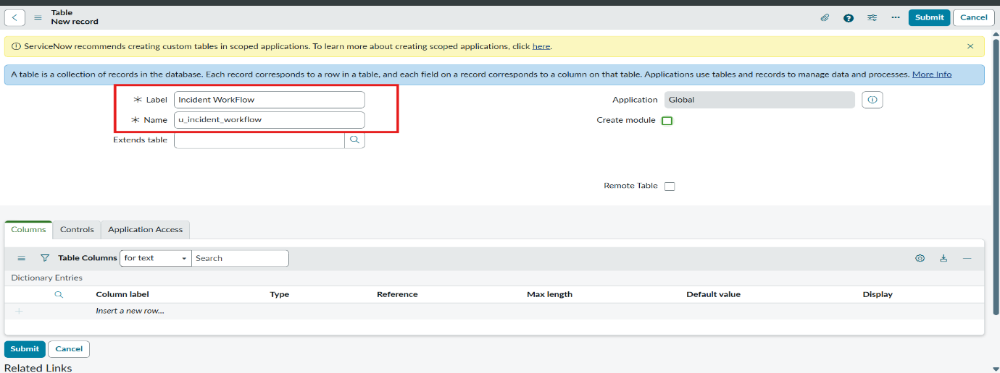 Table
New record
Submit Cancel
ServiceNow recommends creating custom tables in scoped applications. To learn more about creating scoped applications, click here.
A table is a collection of records in the database. Each record corresponds to a row in a table, and each field on a record corresponds to a column on that table. Applications use tables and records to manage data and processes. More Info
Label Incident WorkFlow Application Global
Name u_incident_workflow Create module
Extends table
Remote Table
Columns Controls Application Access
Table Columns for text Search
Dictionary Entries
Column label Type Reference Max length Default value Display
Insert a new row...
Submit Cancel
Related Links